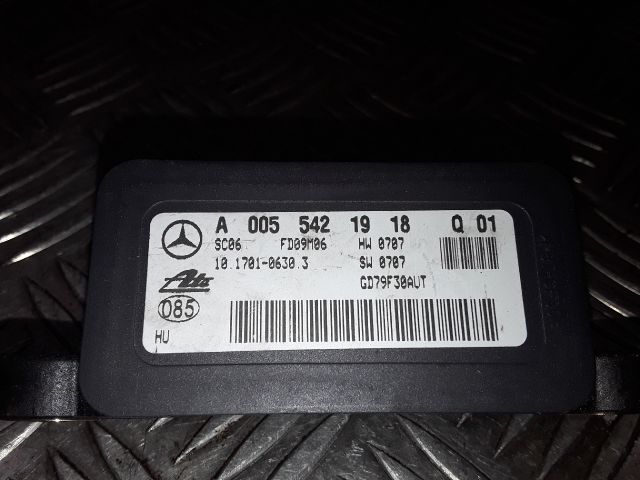 A 005 542 19 18 Q 01
SC06 FD09M06 HW 0707
10.1701-0630.3 SW 0707
Ate GD79F30AUT
085
HU